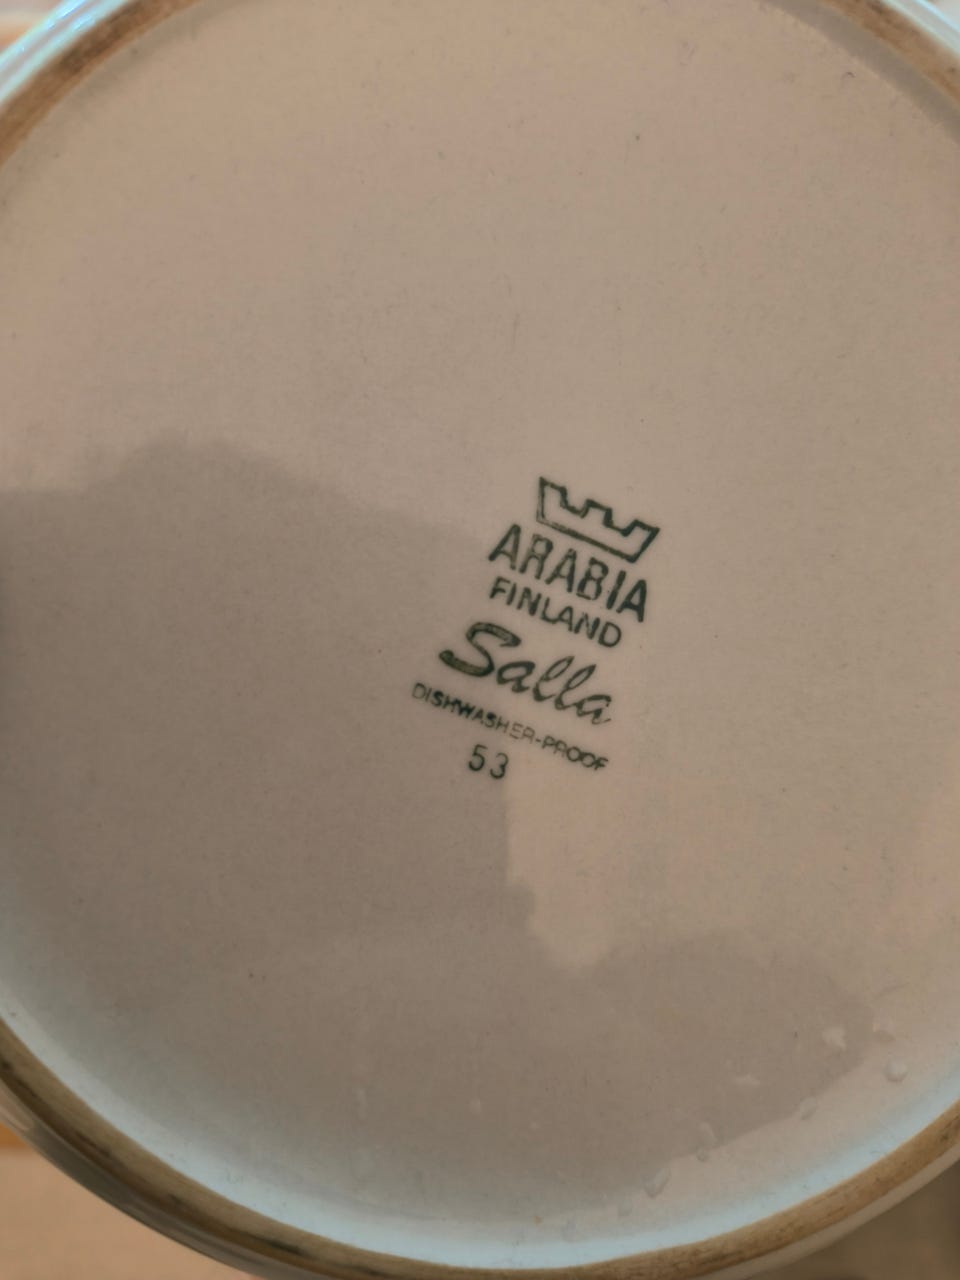 ARABIA
FINLAND
Salla
DISHWASHER-PROOF
53